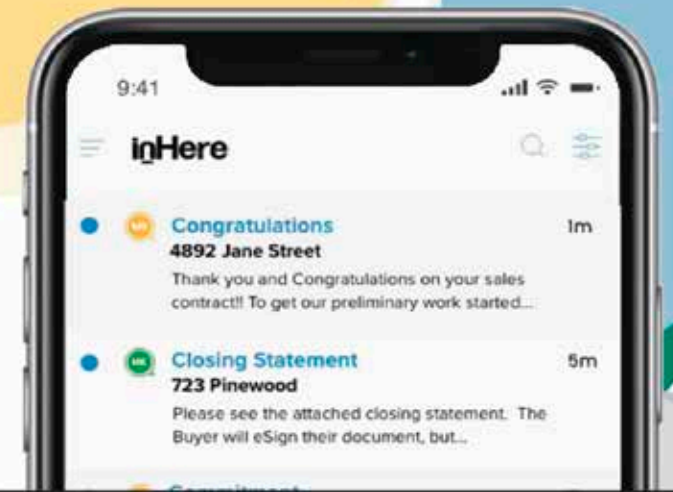 9:41
inHere
Congratulations 1m
4892 Jane Street
Thank you and Congratulations on your sales
contract!! To get our preliminary work started...
MK Closing Statement 5m
723 Pinewood
Please see the attached closing statement. The
Buyer will eSign their document, but...
Commitment